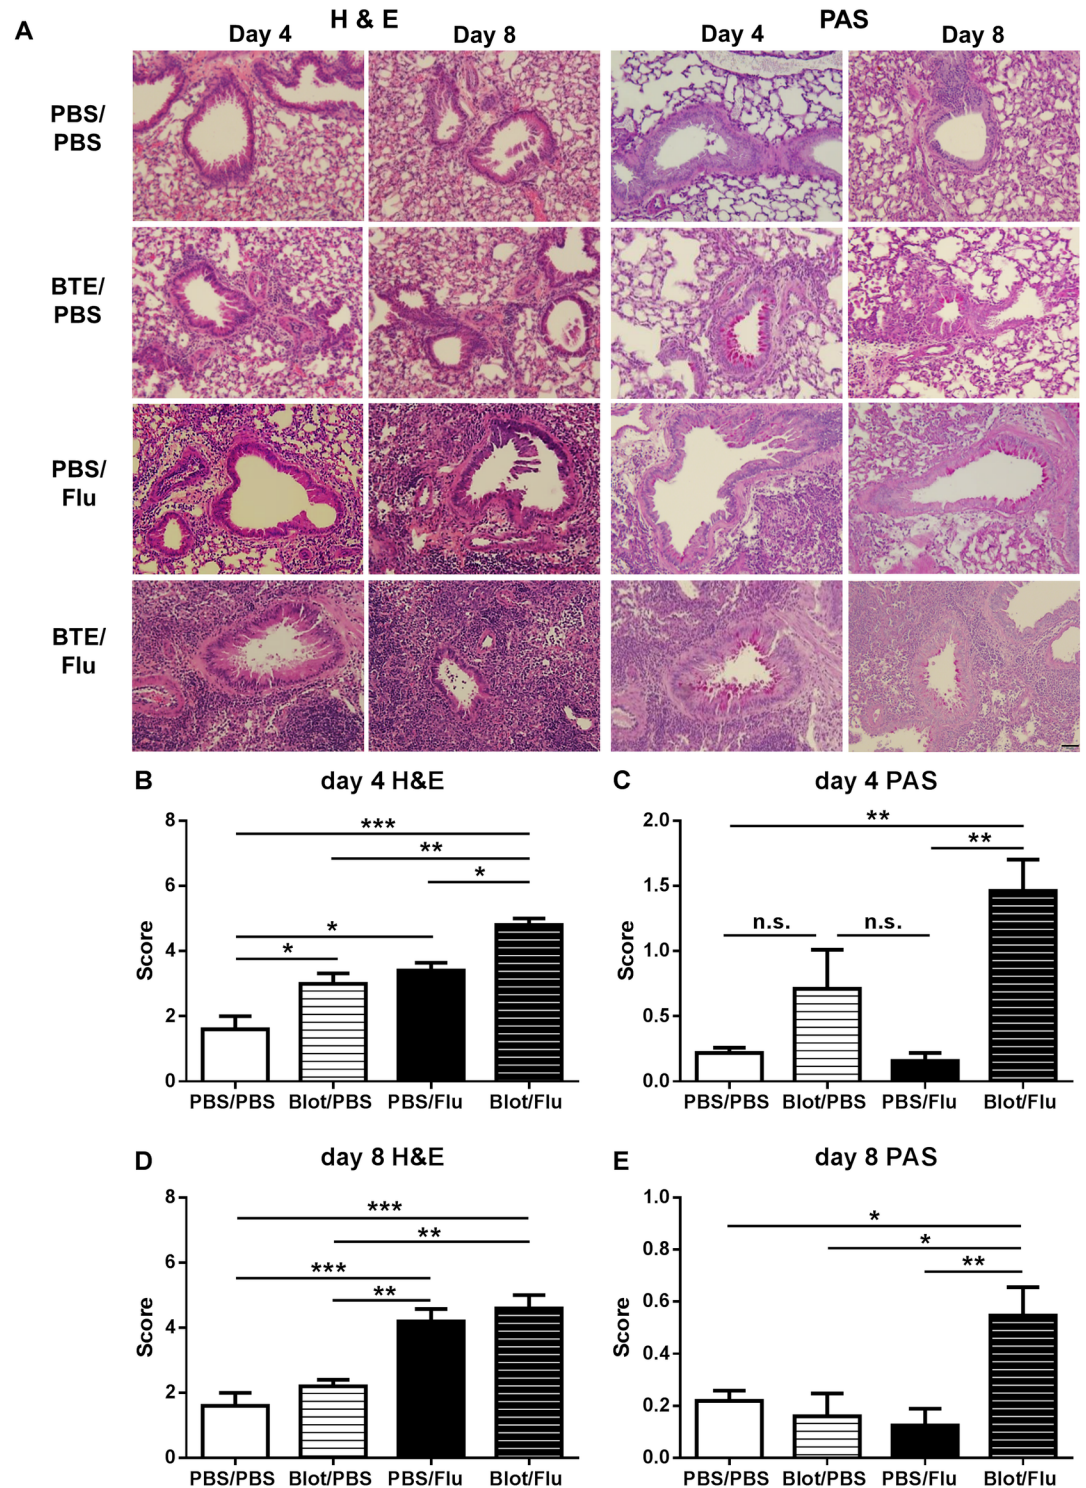 A
H & E
PAS
Day 4
Day 8
Day 4
Day 8
PBS/
PBS
BTE/
PBS
PBS/
Flu
BTE/
Flu
B
day 4 H&E
8
6
4
2
0
Score
***
**
*
*
*
PBS/PBS
Blot/PBS
PBS/Flu
Blot/Flu
C
day 4 PAS
2.0
1.5
1.0
0.5
0.0
Score
**
**
n.s.
n.s.
PBS/PBS
Blot/PBS
PBS/Flu
Blot/Flu
D
day 8 H&E
8
6
4
2
0
Score
***
**
***
**
PBS/PBS
Blot/PBS
PBS/Flu
Blot/Flu
E
day 8 PAS
1.0
0.8
0.6
0.4
0.2
0.0
Score
*
*
**
PBS/PBS
Blot/PBS
PBS/Flu
Blot/Flu